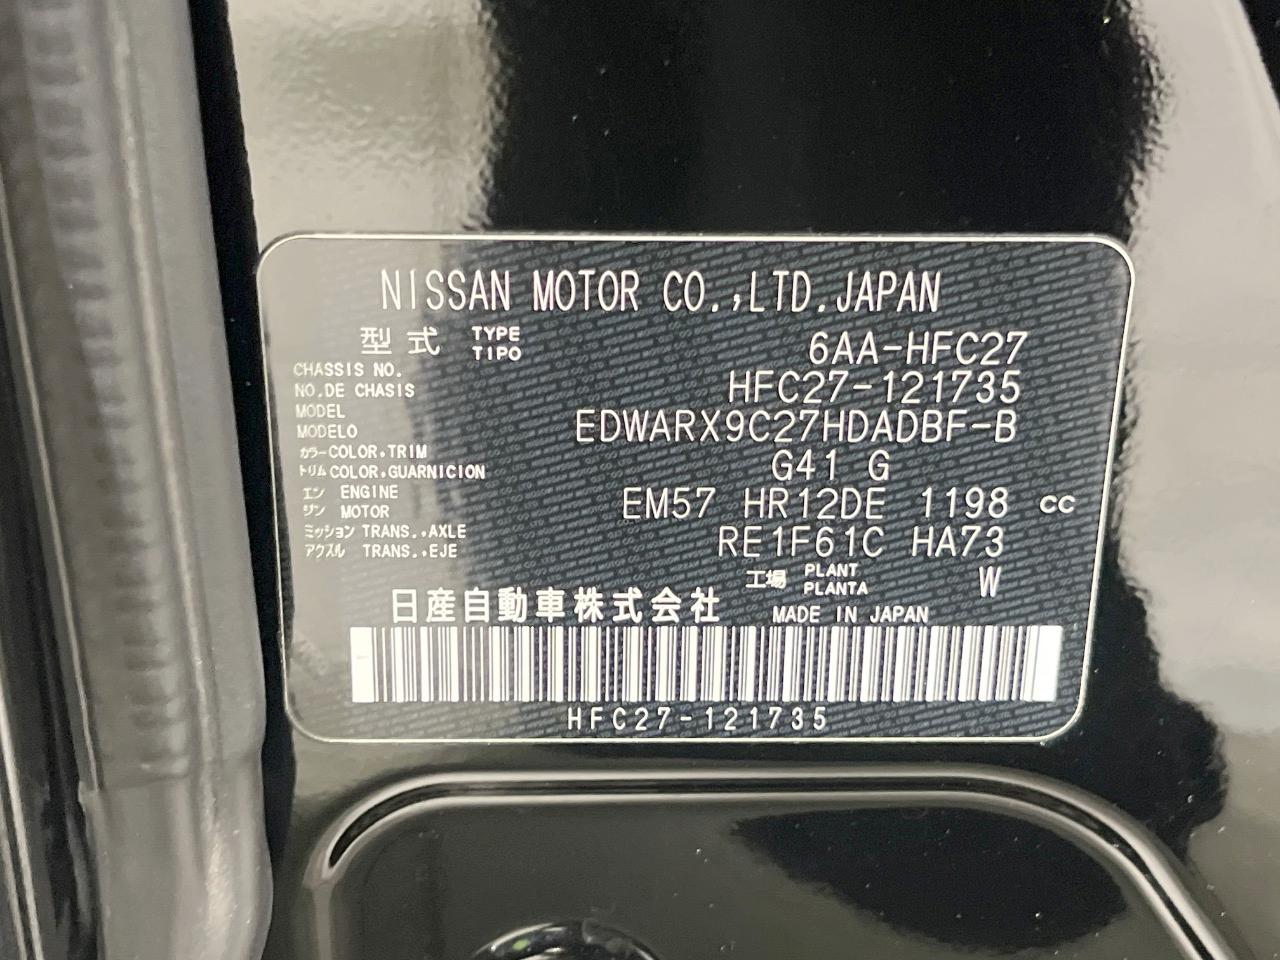 NISSAN MOTOR CO.,LTD.JAPAN
型式 TYPE TIPO 6AA-HFC27
CHASSIS NO.
NO.DE CHASIS HFC27-121735
MODEL
MODELO EDWARX9C27HDADBF-B
カラー COLOR.TRIM
トリム COLOR.GUARNICION G41 G
エン ENGINE
ジン MOTOR EM57 HR12DE 1198 cc
ミッション TRANS.,AXLE
アクスル TRANS.,EJE RE1F61C HA73
工場 PLANT PLANTA W
日産自動車株式会社 MADE IN JAPAN
HFC27-121735